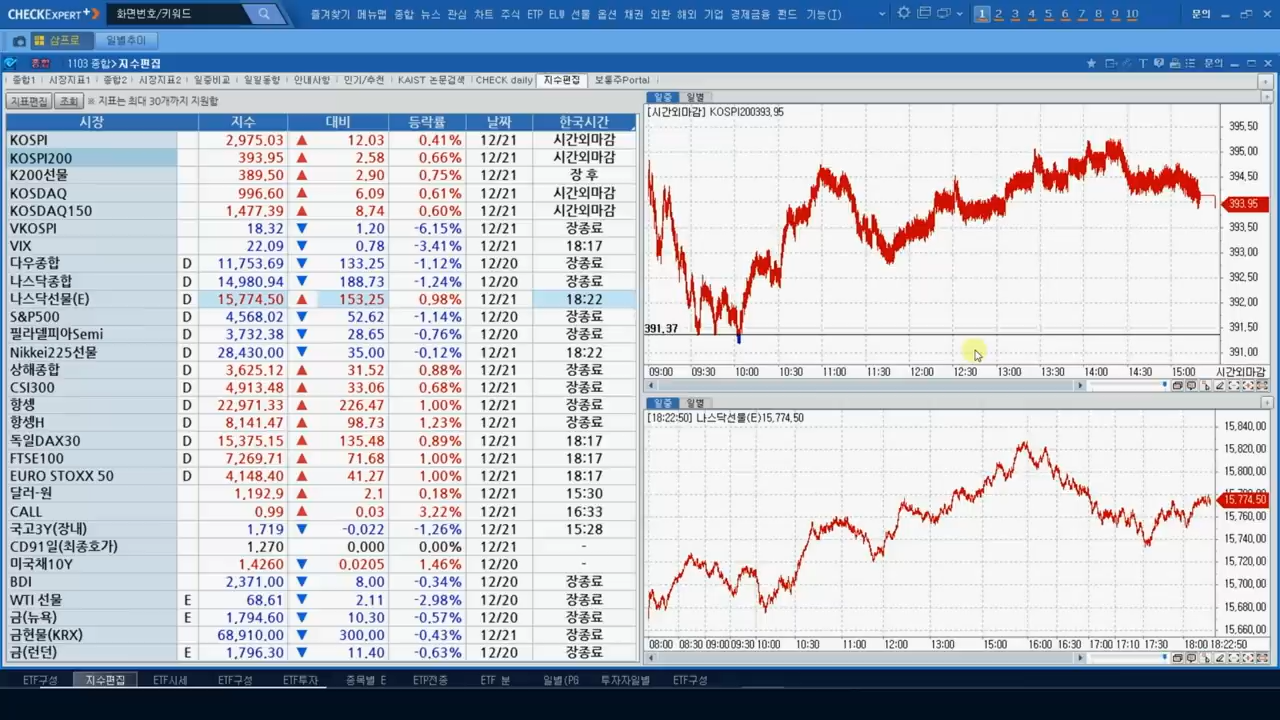 CHECKEXPERT+ 화면번호/키워드 즐겨찾기 메뉴맵 종합 뉴스 관심 차트 주식 ETP ELW 선물 옵션 채권 외환 해외 기업 경제금융 펀드 기능(T) 1 2 3 4 5 6 7 8 9 10 문의
삼프로 일별추이
종합 1103 종합>지수편집 문의
종합1 시장지표1 종합2 시장지표2 일중비교 일일동향 안내사항 인기/추천 KAIST 논문검색 CHECK daily 지수편집 보통주Portal
지표편집 조회 ※ 지표는 최대 30개까지 지원함
시장 지수 대비 등락률 날짜 한국시간
KOSPI 2,975.03 ▲ 12.03 0.41% 12/21 시간외마감
KOSPI200 393.95 ▲ 2.58 0.66% 12/21 시간외마감
K200선물 389.50 ▲ 2.90 0.75% 12/21 장 후
KOSDAQ 996.60 ▲ 6.09 0.61% 12/21 시간외마감
KOSDAQ150 1,477.39 ▲ 8.74 0.60% 12/21 시간외마감
VKOSPI 18.32 ▼ 1.20 -6.15% 12/21 장종료
VIX 22.09 ▼ 0.78 -3.41% 12/21 18:17
다우종합 D 11,753.69 ▼ 133.25 -1.12% 12/20 장종료
나스닥종합 D 14,980.94 ▼ 188.73 -1.24% 12/20 장종료
나스닥선물(E) D 15,774.50 ▲ 153.25 0.98% 12/21 18:22
S&P500 D 4,568.02 ▼ 52.62 -1.14% 12/20 장종료
필라델피아Semi D 3,732.38 ▼ 28.65 -0.76% 12/20 장종료
Nikkei225선물 D 28,430.00 ▼ 35.00 -0.12% 12/21 18:22
상해종합 D 3,625.12 ▲ 31.52 0.88% 12/21 장종료
CSI300 D 4,913.48 ▲ 33.06 0.68% 12/21 장종료
항셍 D 22,971.33 ▲ 226.47 1.00% 12/21 장종료
항셍H D 8,141.47 ▲ 98.73 1.23% 12/21 장종료
독일DAX30 D 15,375.15 ▲ 135.48 0.89% 12/21 18:17
FTSE100 D 7,269.71 ▲ 71.68 1.00% 12/21 18:17
EURO STOXX 50 D 4,148.40 ▲ 41.27 1.00% 12/21 18:17
달러-원 1,192.9 ▲ 2.1 0.18% 12/21 15:30
CALL 0.99 ▲ 0.03 3.22% 12/21 16:33
국고3Y(장내) 1.719 ▼ -0.022 -1.26% 12/21 15:28
CD91일(최종호가) 1.270 0.000 0.00% 12/21 -
미국채10Y 1.4260 ▼ 0.0205 1.46% 12/20 -
BDI 2,371.00 ▼ 8.00 -0.34% 12/20 장종료
WTI 선물 E 68.61 ▼ 2.11 -2.98% 12/20 장종료
금(뉴욕) E 1,794.60 ▼ 10.30 -0.57% 12/20 장종료
금현물(KRX) 68,910.00 ▼ 300.00 -0.43% 12/21 장종료
금(런던) E 1,796.30 ▼ 11.40 -0.63% 12/20 장종료
일중 일별
[시간외마감] KOSPI200393.95
395.50
395.00
394.50
393.95
393.50
393.00
392.50
392.00
391.50
391.37
391.00
09:00 09:30 10:00 10:30 11:00 11:30 12:00 12:30 13:00 13:30 14:00 14:30 15:00 시간외마감
일중 일별
[18:22:50] 나스닥선물(E)15,774.50
15,840.00
15,820.00
15,800.00
15,774.50
15,760.00
15,740.00
15,720.00
15,700.00
15,680.00
15,660.00
08:00 08:30 09:00 09:30 10:00 10:30 11:00 12:00 13:00 15:00 16:00 16:30 17:00 17:10 17:30 18:00 18:22:50
ETF구성 지수편집 ETF시세 ETF구성 ETF투자 종목별 E ETP전종 ETF 분 일별(PG 투자자일별 ETF구성